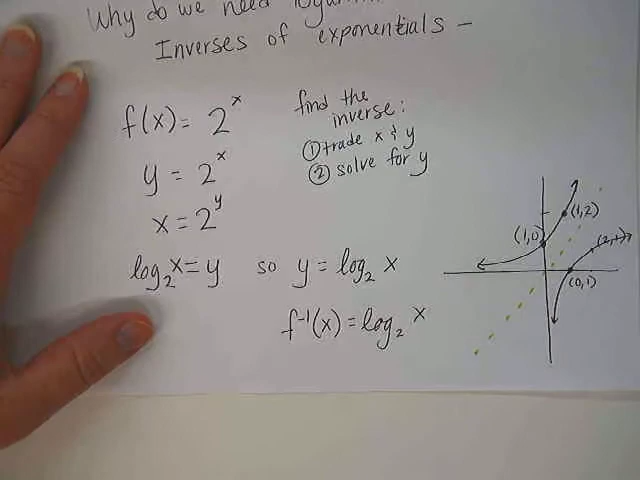 Why do we need
Inverses of exponentials –
f(x) = 2^x
y = 2^x
x = 2^y
log₂x = y so y = log₂ x
f⁻¹(x) = log₂ x
find the
inverse:
① trade x & y
② solve for y
(1,0)
(1,2)
(2,1)
(0,1)